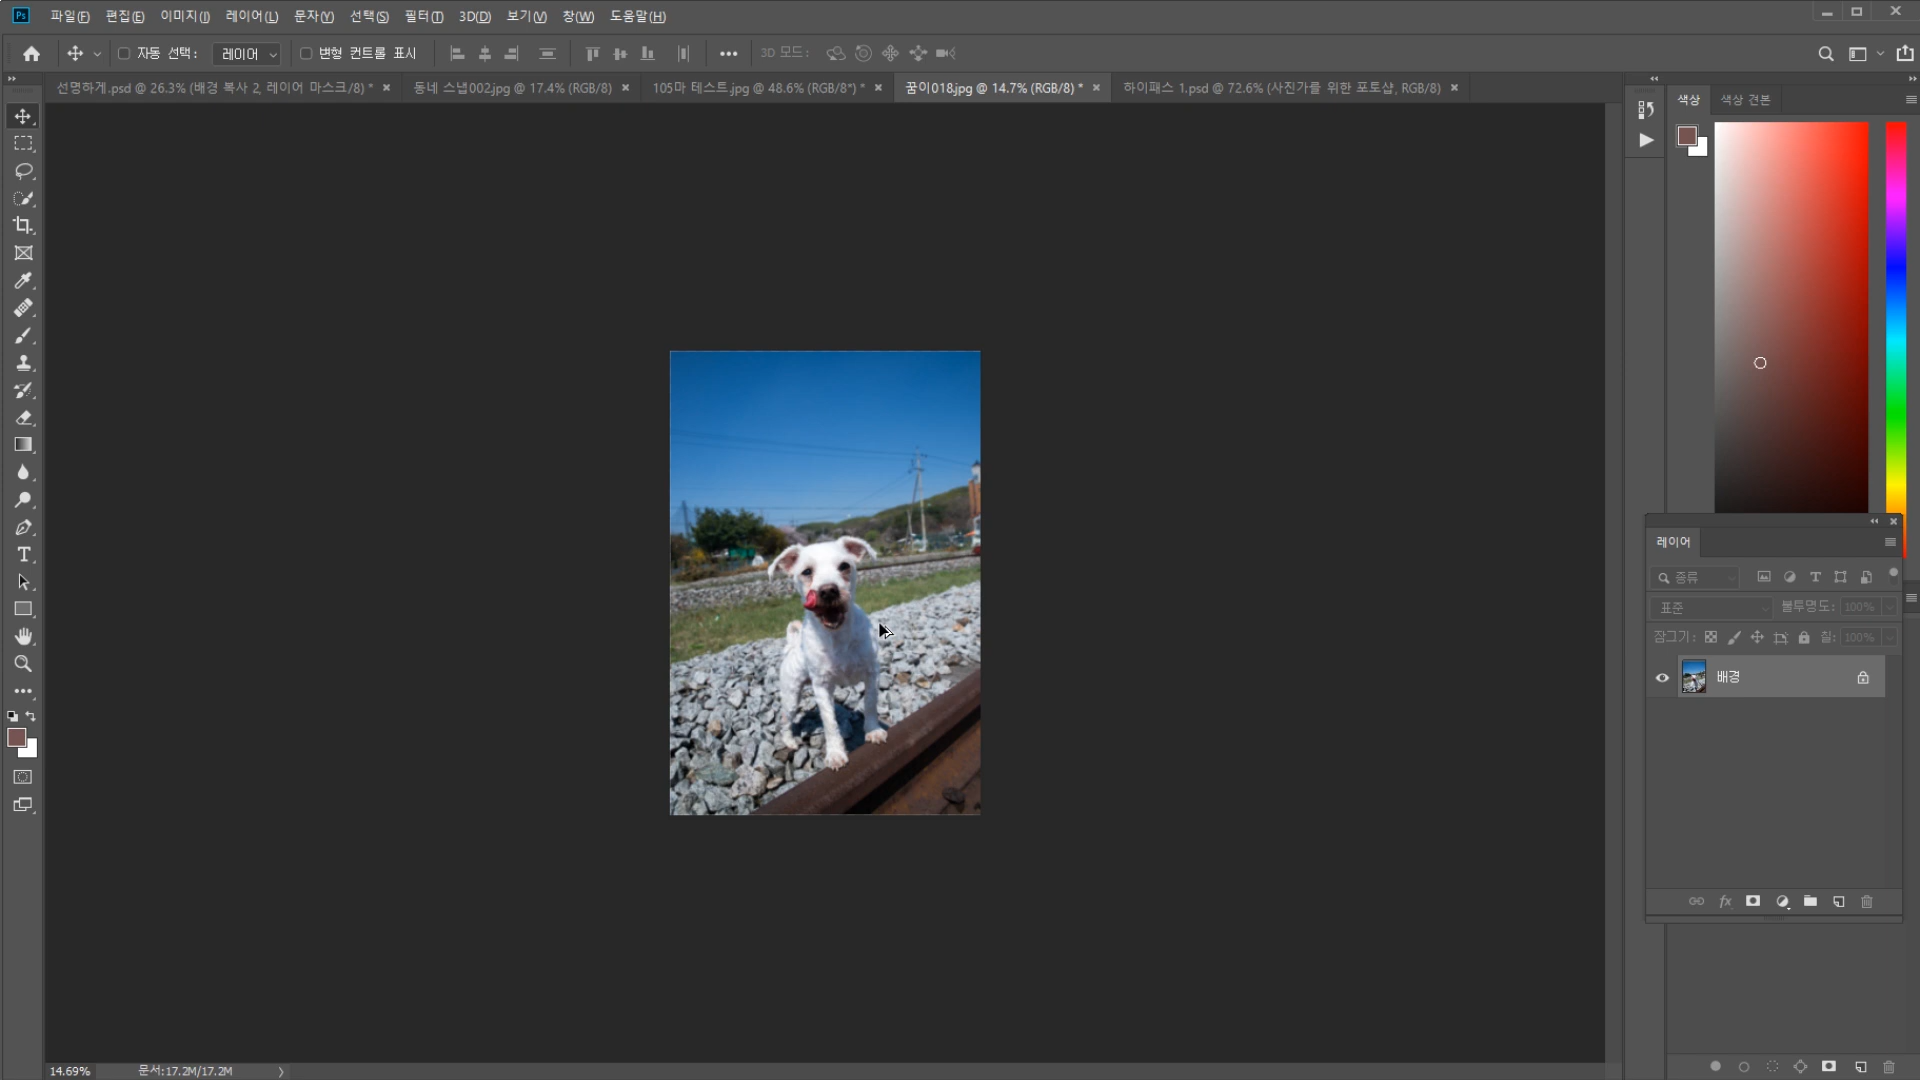 Ps 파일(F) 편집(E) 이미지(I) 레이어(L) 문자(Y) 선택(S) 필터(T) 3D(D) 보기(V) 창(W) 도움말(H)
자동 선택: 레이어 변형 컨트롤 표시 3D 모드:
선명하게.psd @ 26.3% (배경 복사 2, 레이어 마스크/8) * 동네 스냅002.jpg @ 17.4% (RGB/8) 105마 테스트.jpg @ 48.6% (RGB/8*) * 꿈이018.jpg @ 14.7% (RGB/8) * 하이패스 1.psd @ 72.6% (사진가를 위한 포토샵, RGB/8)
색상 색상 견본
레이어
종류
표준 불투명도: 100%
잠그기: 칠: 100%
배경
fx
14.69% 문서:17.2M/17.2M